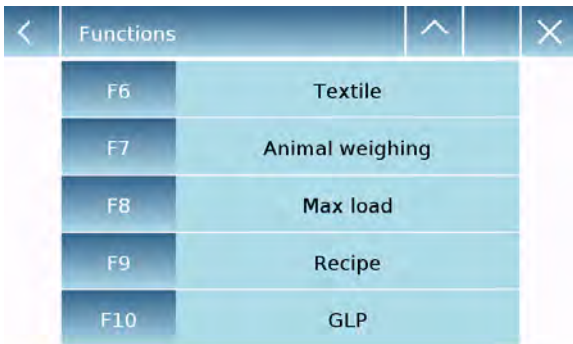 Functions
F6 Textile
F7 Animal weighing
F8 Max load
F9 Recipe
F10 GLP